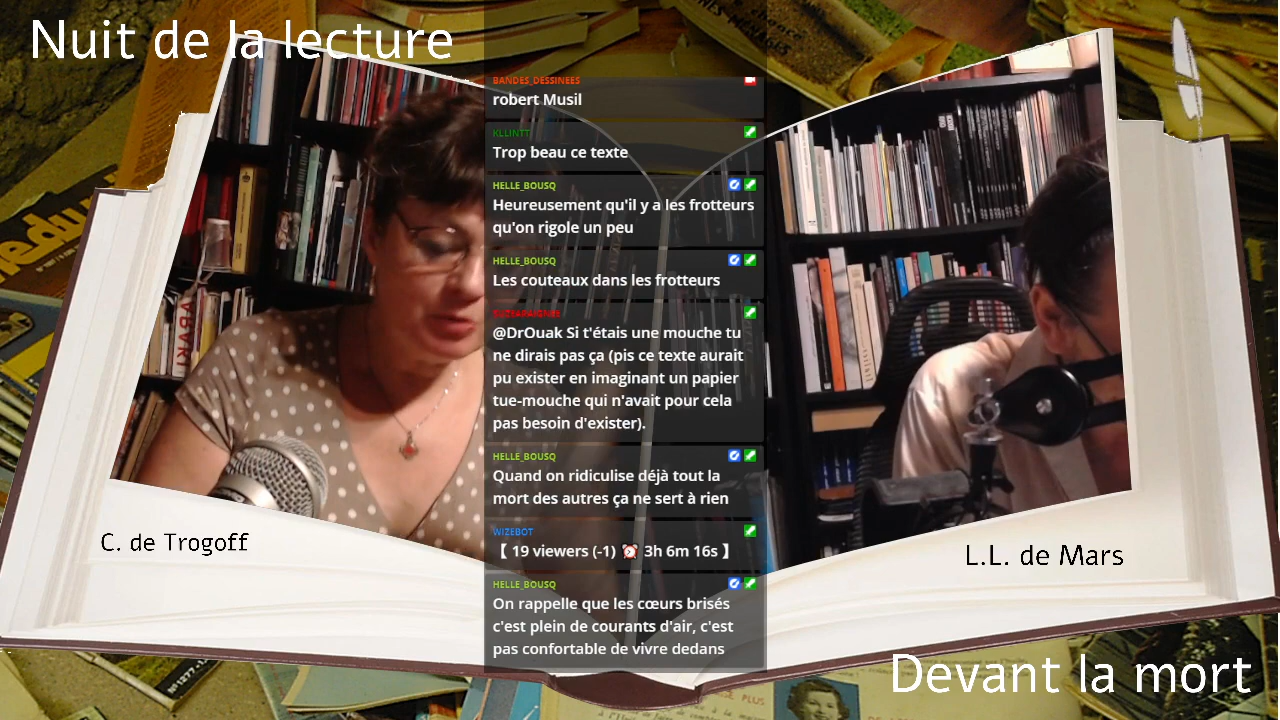 Nuit de la lecture
BANDES_DESSINEES
robert Musil
KLLINTT
Trop beau ce texte
HELLE_BOUSQ
Heureusement qu'il y a les frotteurs
qu'on rigole un peu
HELLE_BOUSQ
Les couteaux dans les frotteurs
@DrOuak Si t'étais une mouche tu
ne dirais pas ça (pis ce texte aurait
pu exister en imaginant un papier
tue-mouche qui n'avait pour cela
pas besoin d'exister).
HELLE_BOUSQ
Quand on ridiculise déjà tout la
mort des autres ça ne sert à rien
WIZEBOT
【 19 viewers (-1) ⏰ 3h 6m 16s 】
HELLE_BOUSQ
On rappelle que les cœurs brisés
c'est plein de courants d'air, c'est
pas confortable de vivre dedans
C. de Trogoff
L.L. de Mars
Devant la mort